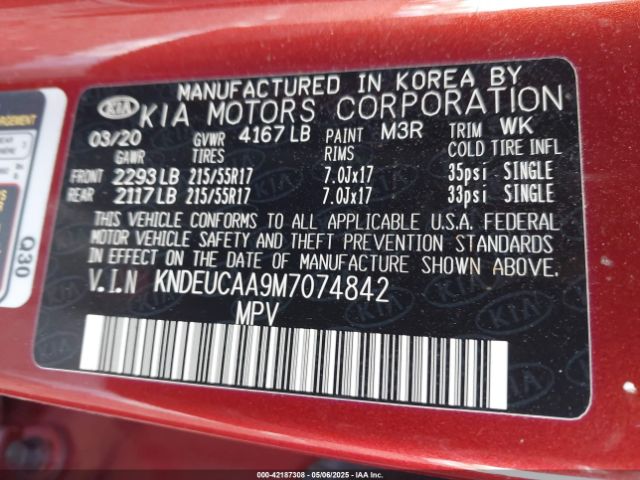 MANUFACTURED IN KOREA BY
KIA KIA MOTORS CORPORATION
03/20 GVWR 4167 LB PAINT M3R TRIM WK
GAWR TIRES RIMS COLD TIRE INFL
FRONT 2293 LB 215/55R17 7.0Jx17 35psi SINGLE
REAR 2117 LB 215/55R17 7.0Jx17 33psi SINGLE
THIS VEHICLE CONFORMS TO ALL APPLICABLE U.S.A. FEDERAL
MOTOR VEHICLE SAFETY AND THEFT PREVENTION STANDARDS
IN EFFECT ON THE DATE OF MANUFACTURE SHOWN ABOVE.
V.I.N KNDEUCAA9M7074842
MPV
Q30
000-42187308 - 05/06/2025 - IAAI.COM